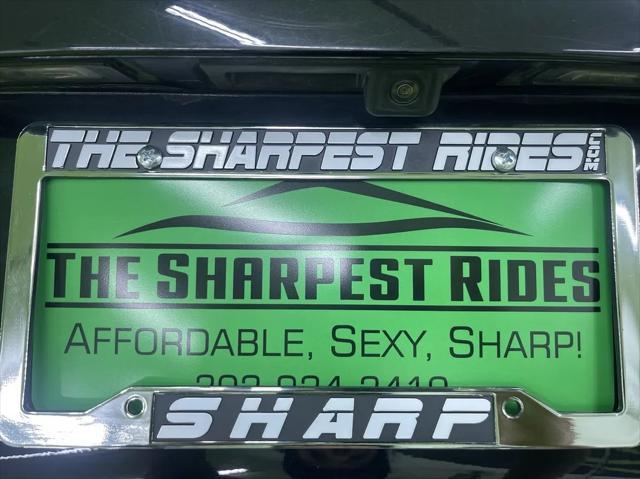 THE SHARPEST RIDES.COM
THE SHARPEST RIDES
AFFORDABLE, SEXY, SHARP!
SHARP